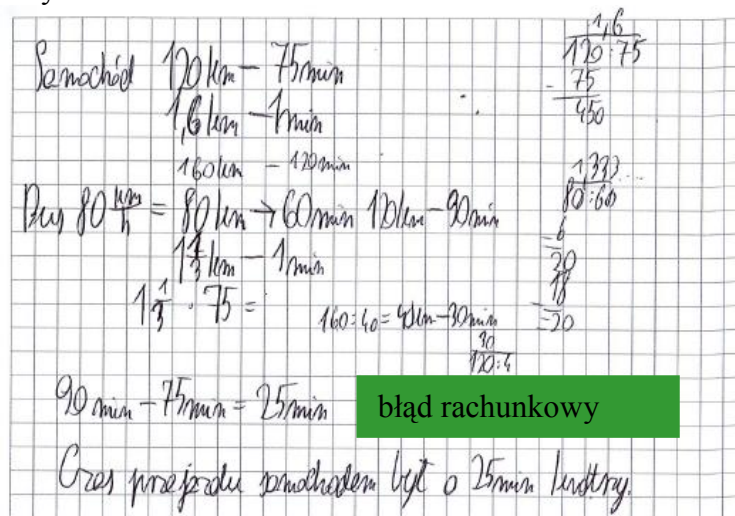 1,6
Samochód 120 km – 75 min
120:75
- 75
450
1,6 km – 1 min
160 km – 120 min
1,333...
80:60
Bus 80 km/h = 80 km → 60 min 120 km – 90 min
- 6
20
1 1/3 km – 1 min
18
1 1/3 · 75 =
160:40 = 40 km – 30 min
- 20
30
120:4
90 min – 75 min = 25 min
błąd rachunkowy
Czas przejazdu samochodem był o 25 min krótszy.